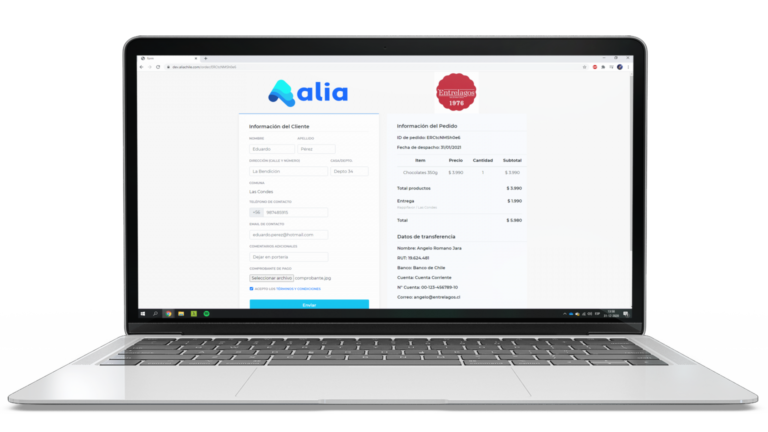 alia
Entrelagos
1976
Información del Cliente
NOMBRE
APELLIDO
Eduardo
Perez
DIRECCION (CALLE Y NUMERO)
CASA/DEPTO.
La Rendición
Depto 34
COMUNA
Las Condes
TELÉFONO DE CONTACTO
+56
EMAIL DE CONTACTO
eduardo.perez@hotmail.com
COMENTARIOS ADICIONALES
Dejar en portería
COMPROBANTE DE PAGO
Seleccionar archivo comprobante.jpg
ACEPTO LOS TÉRMINOS Y CONDICIONES
Enviar
Información del Pedido
ID de pedido:
Fecha de despacho: 31/05/2021
Item Precio Cantidad Subtotal
Chocolates 350g $ 3.990 1 $ 3.990
Total productos $ 3.990
Entrega $ 1.990
Total $ 5.980
Datos de transferencia
Nombre: Angelo Romano Jara
RUT: 19.624.481
Banco: Banco de Chile
Cuenta: Cuenta Corriente
N° Cuenta: 00-123-456789-10
Correo: angelo@entrelagos.cl